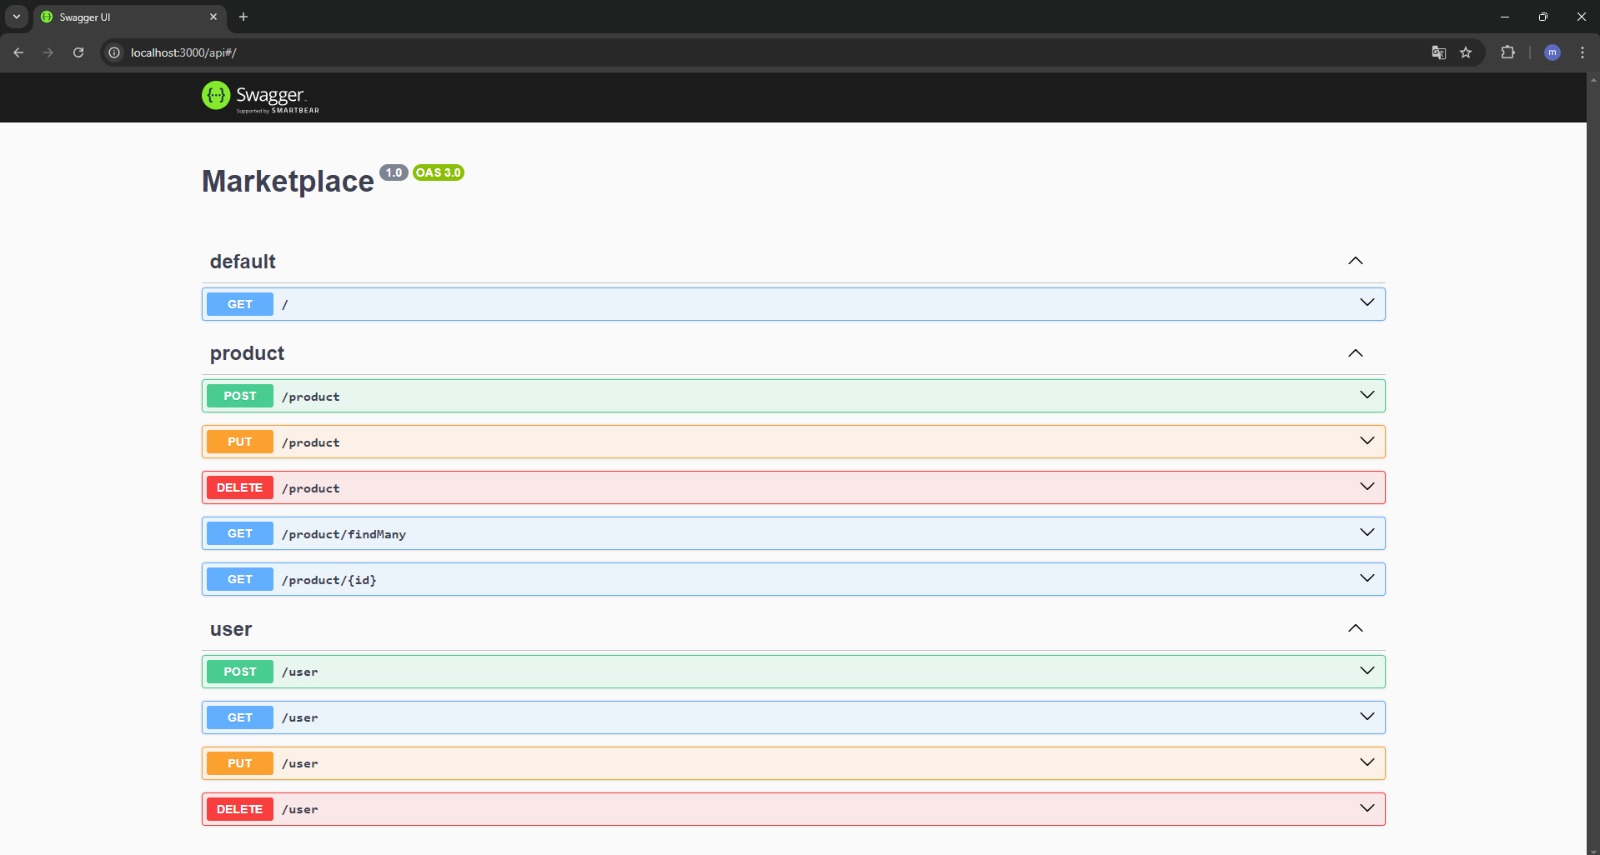 Swagger UI
localhost:3000/api#/
m
Swagger
Supported by SMARTBEAR
Marketplace 1.0 OAS 3.0
default
GET /
product
POST /product
PUT /product
DELETE /product
GET /product/findMany
GET /product/{id}
user
POST /user
GET /user
PUT /user
DELETE /user